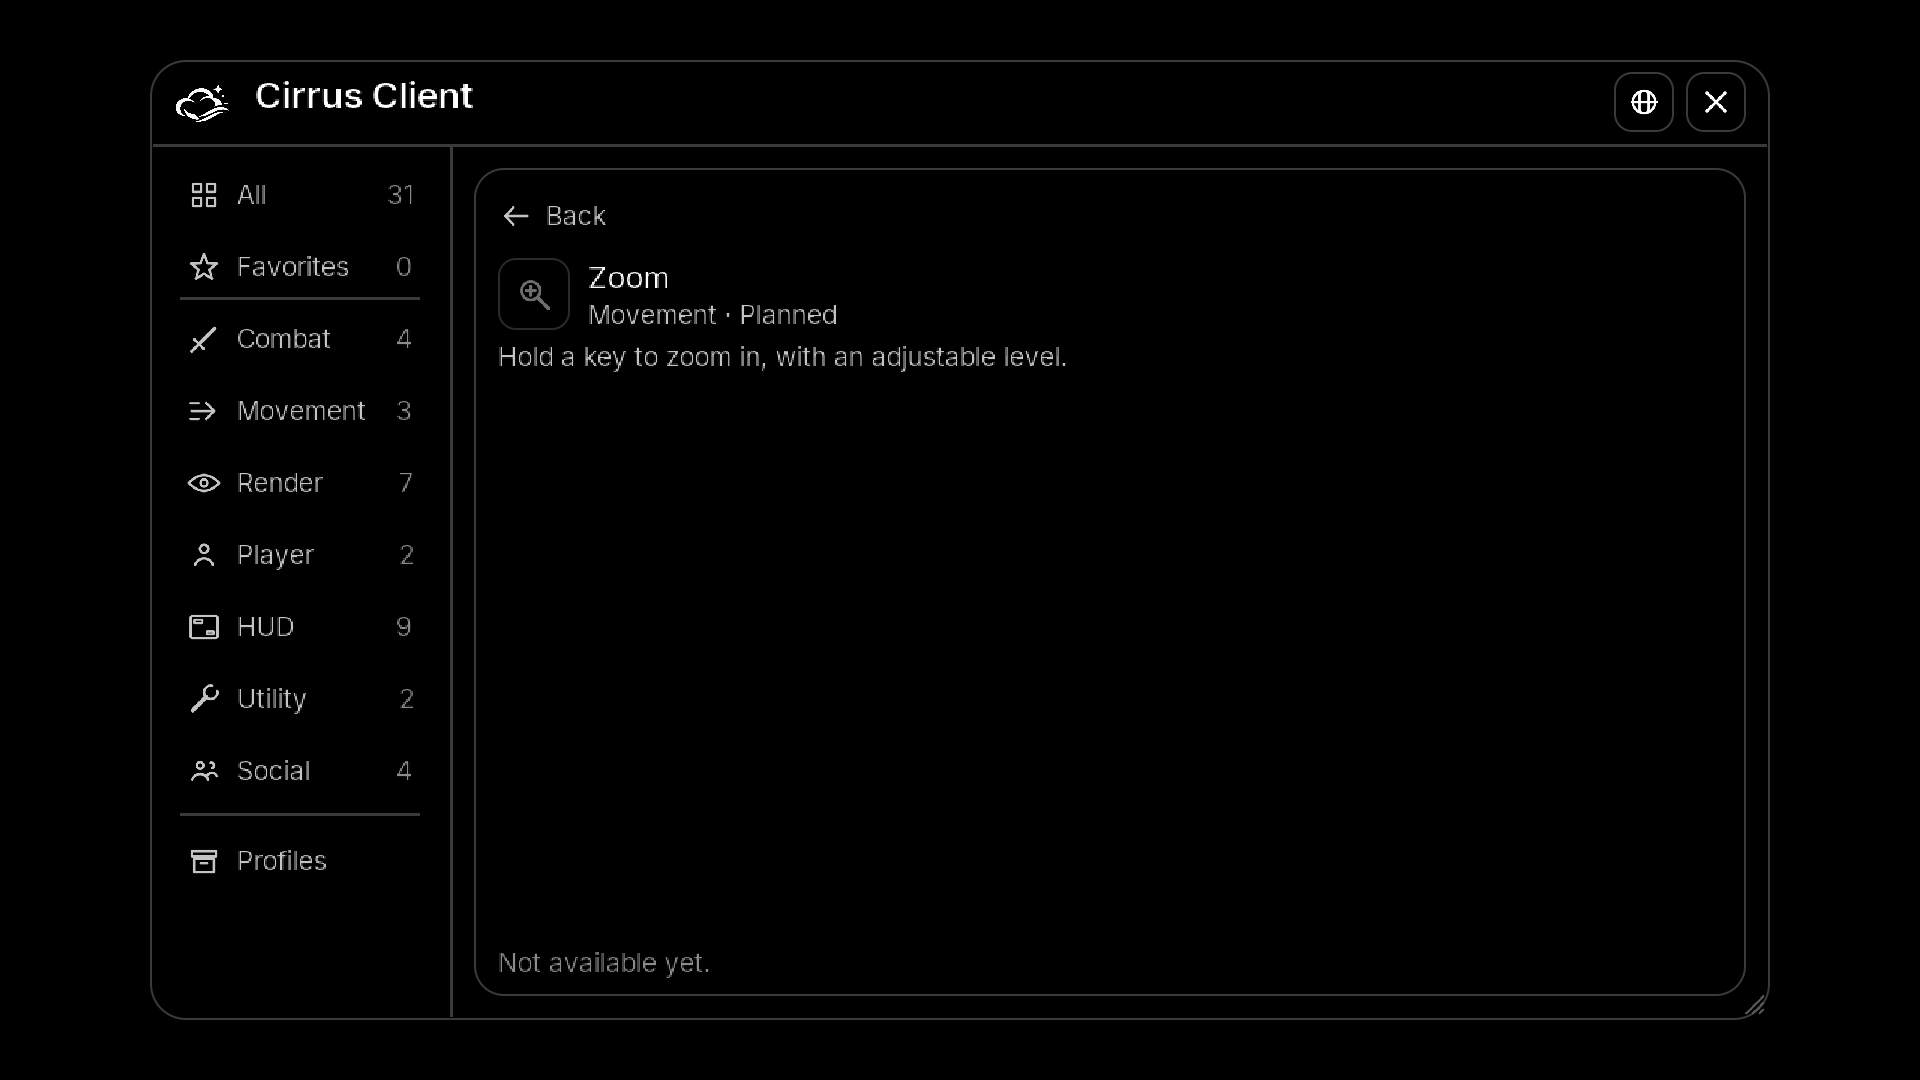 Cirrus Client
All 31
Favorites 0
Combat 4
Movement 3
Render 7
Player 2
HUD 9
Utility 2
Social 4
Profiles
Back
Zoom
Movement · Planned
Hold a key to zoom in, with an adjustable level.
Not available yet.